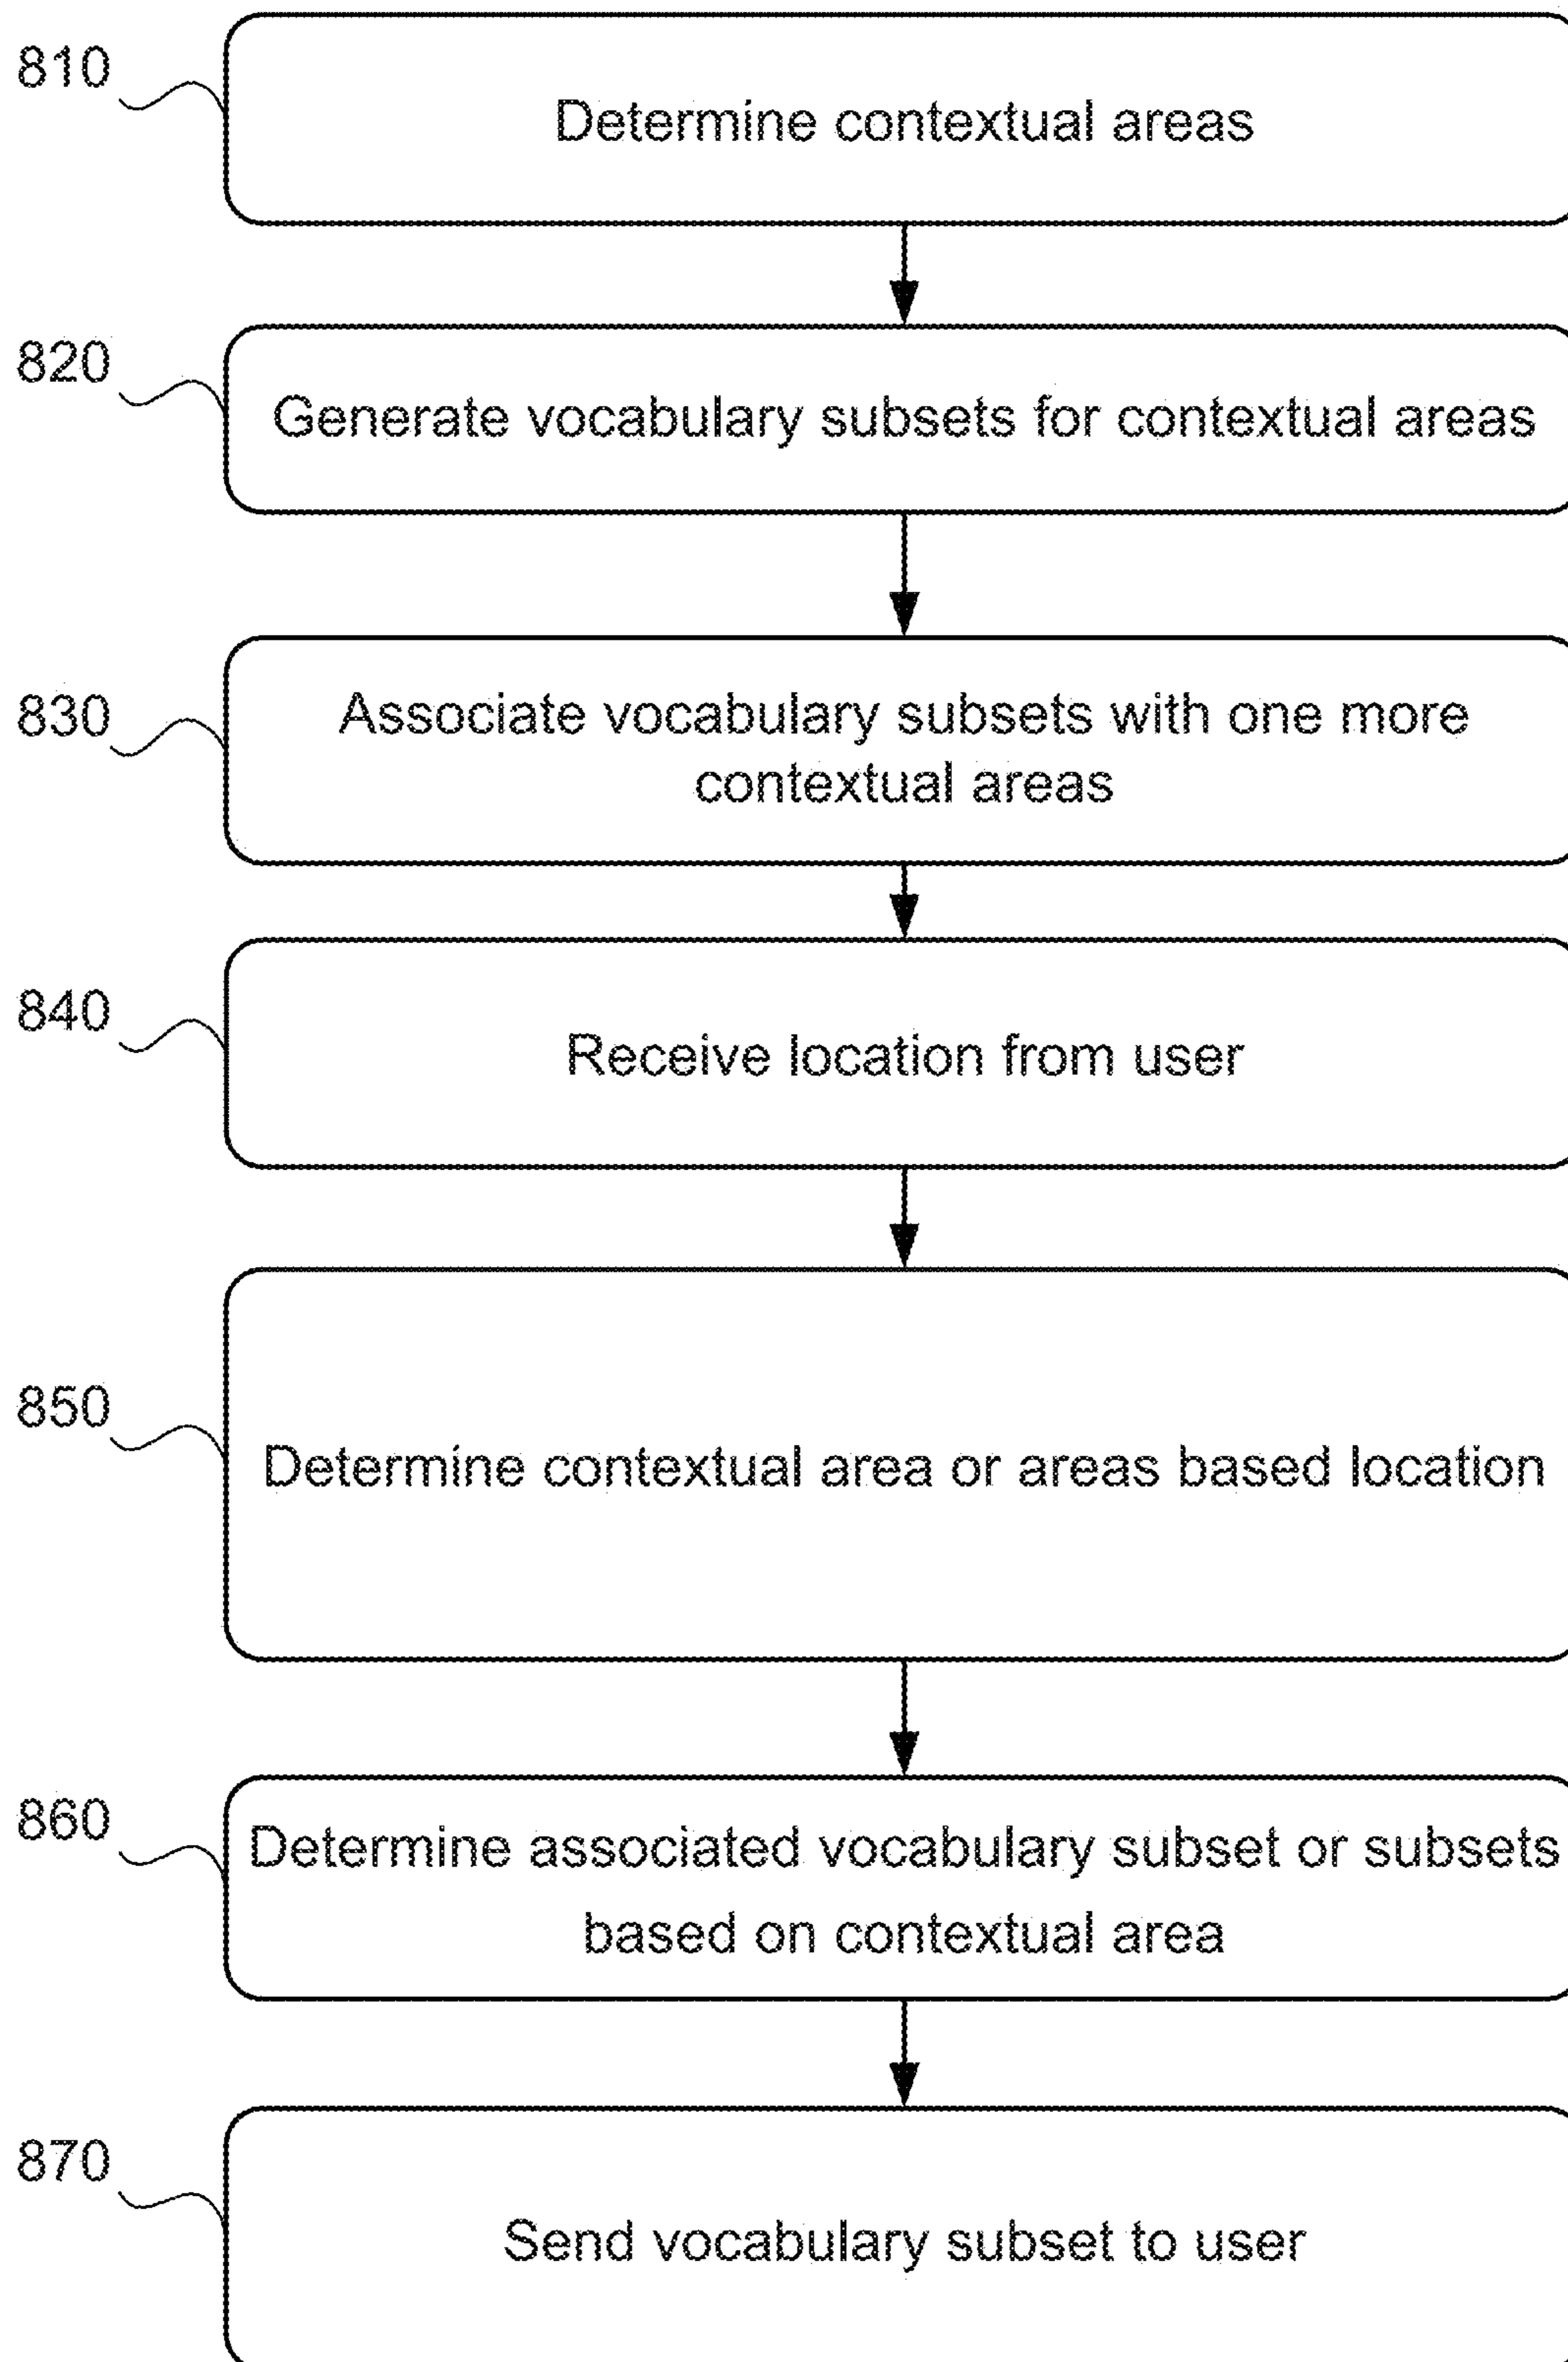 810
Determine contextual areas
820
Generate vocabulary subsets for contextual areas
830
Associate vocabulary subsets with one more
contextual areas
840
Receive location from user
850
Determine contextual area or areas based location
860
Determine associated vocabulary subset or subsets
based on contextual area
870
Send vocabulary subset to user